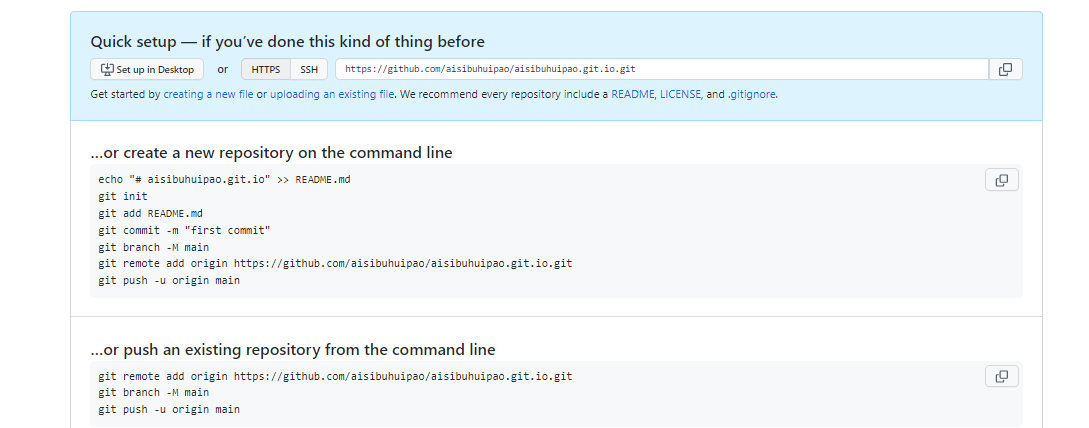 Quick setup — if you've done this kind of thing before
Set up in Desktop or HTTPS SSH https://github.com/aisibuhuipao/aisibuhuipao.git.io.git
Get started by creating a new file or uploading an existing file. We recommend every repository include a README, LICENSE, and .gitignore.
...or create a new repository on the command line
echo "# aisibuhuipao.git.io" >> README.md
git init
git add README.md
git commit -m "first commit"
git branch -M main
git remote add origin https://github.com/aisibuhuipao/aisibuhuipao.git.io.git
git push -u origin main
...or push an existing repository from the command line
git remote add origin https://github.com/aisibuhuipao/aisibuhuipao.git.io.git
git branch -M main
git push -u origin main